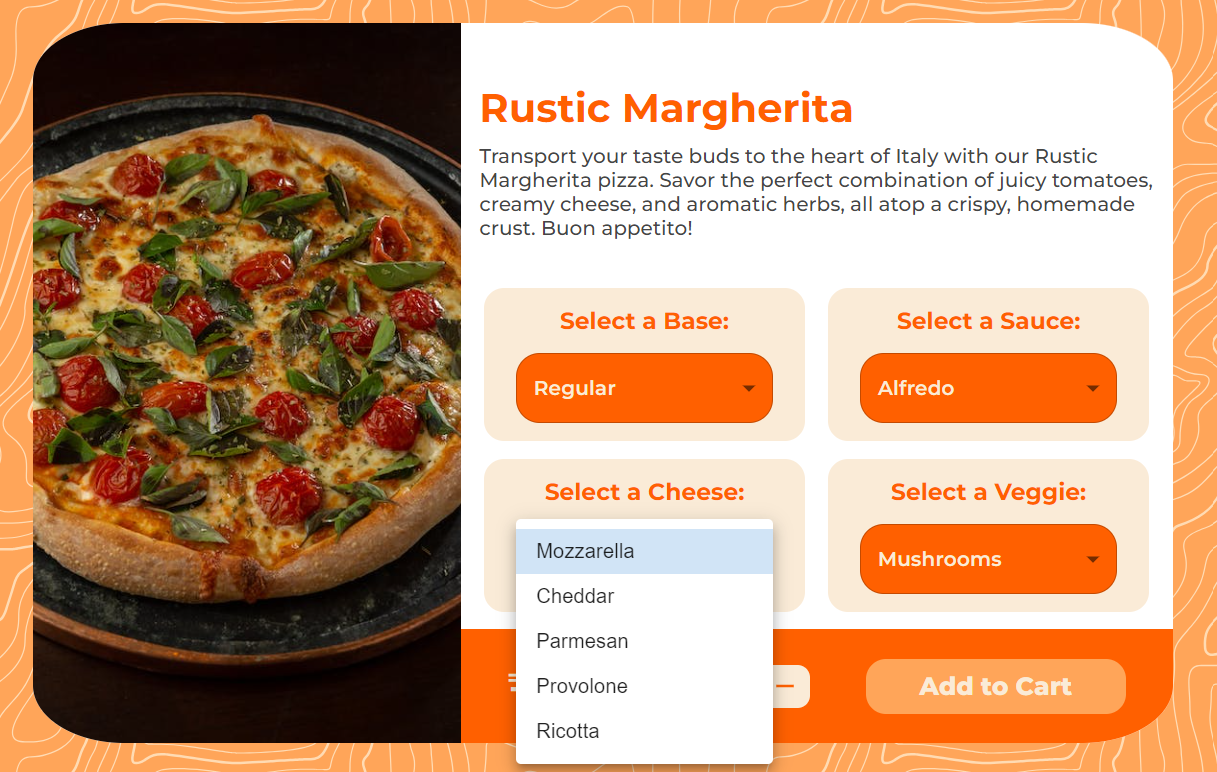 Rustic Margherita
Transport your taste buds to the heart of Italy with our Rustic
Margherita pizza. Savor the perfect combination of juicy tomatoes,
creamy cheese, and aromatic herbs, all atop a crispy, homemade
crust. Buon appetito!
Select a Base:
Regular
Select a Sauce:
Alfredo
Select a Cheese:
Mozzarella
Cheddar
Parmesan
Provolone
Ricotta
Select a Veggie:
Mushrooms
Add to Cart